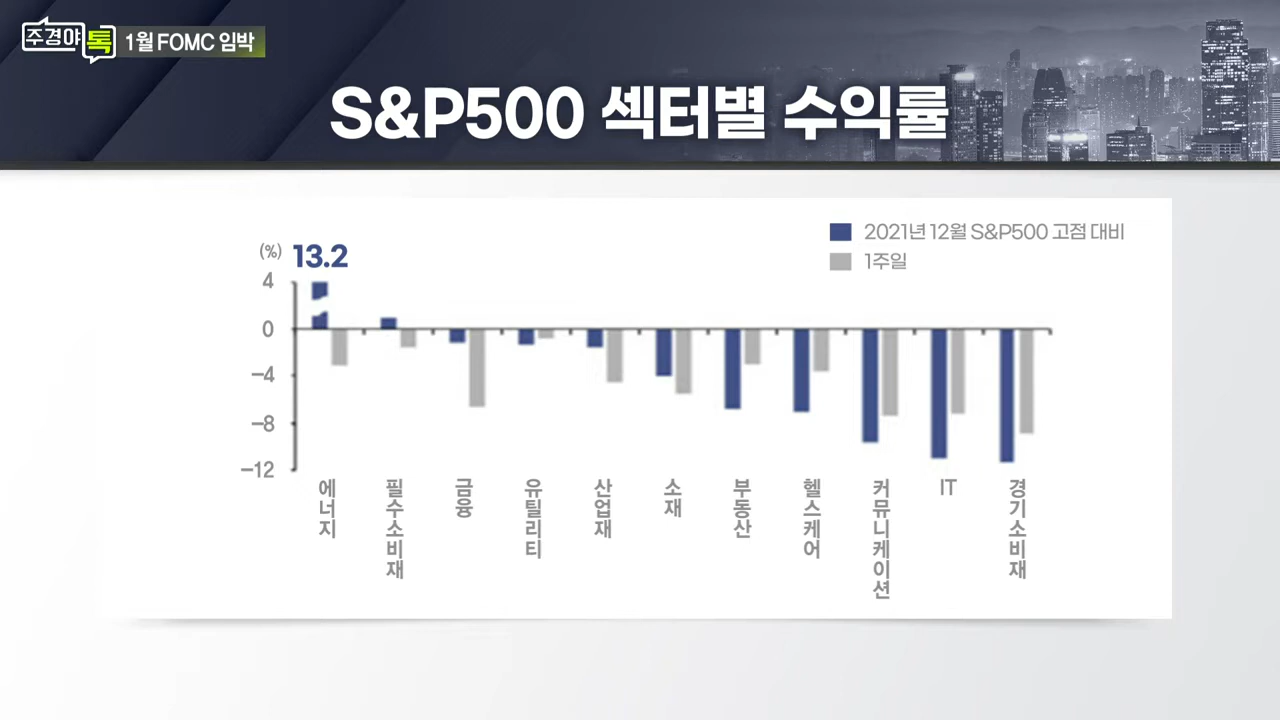 주경야톡 1월 FOMC 임박
S&P500 섹터별 수익률
2021년 12월 S&P500 고점 대비
1주일
(%) 13.2
4
0
-4
-8
-12
에너지
필수소비재
금융
유틸리티
산업재
소재
부동산
헬스케어
커뮤니케이션
IT
경기소비재